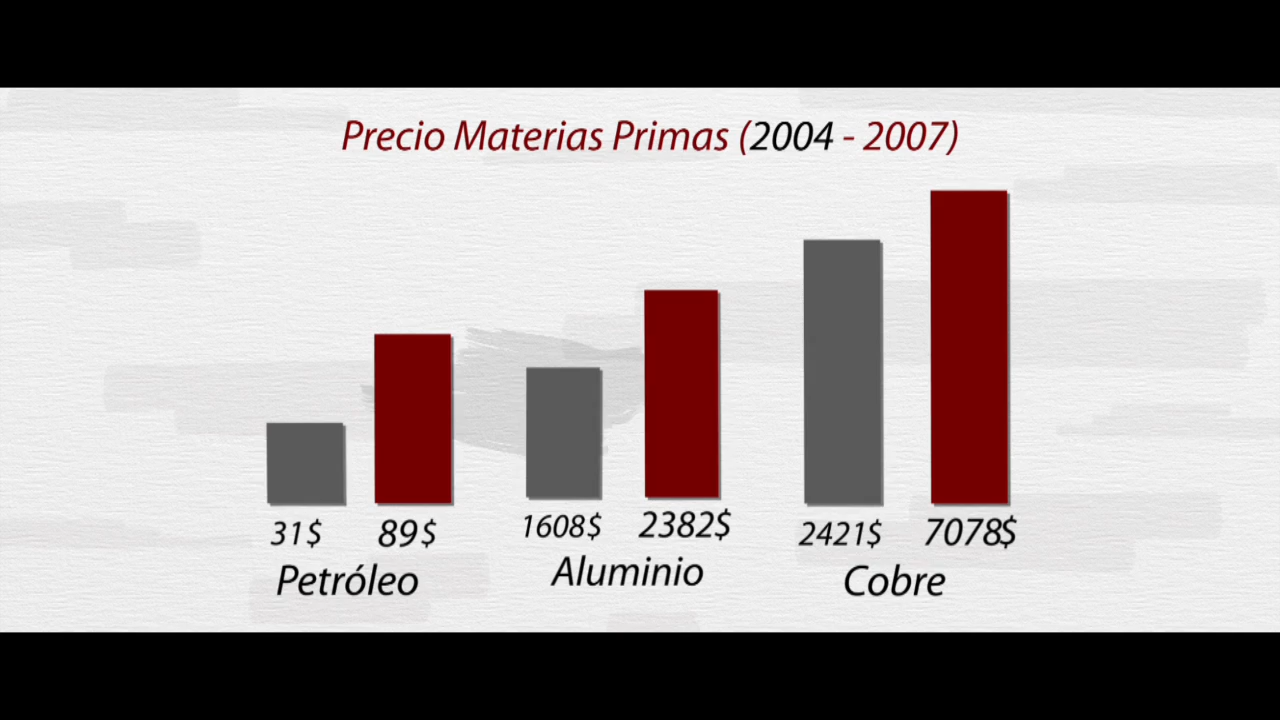 Precio Materias Primas (2004 - 2007)
31$ 89$ 1608$ 2382$ 2421$ 7078$
Petróleo Aluminio Cobre